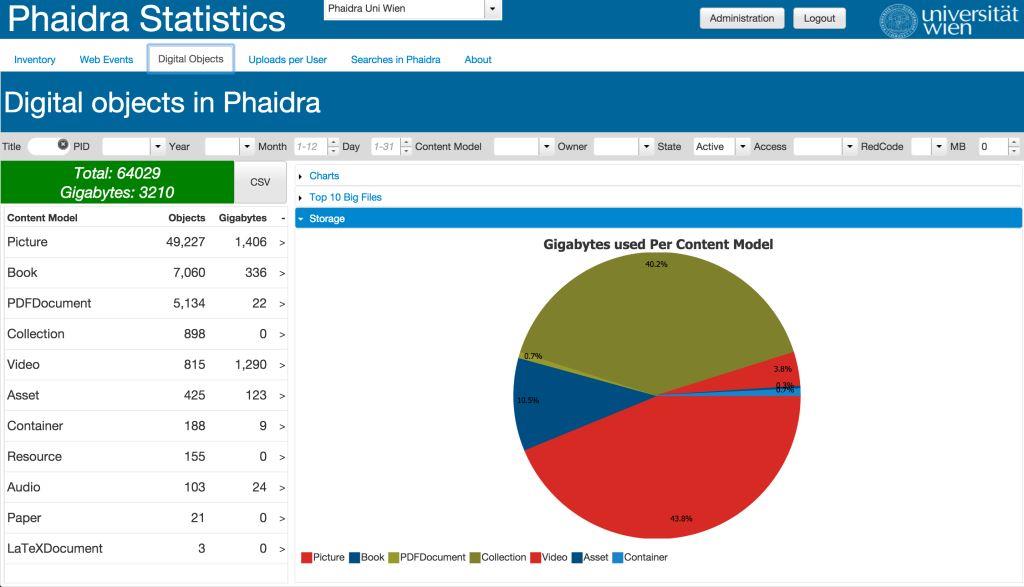 Phaidra Statistics
Phaidra Uni Wien
Administration Logout
universität
wien
Inventory Web Events Digital Objects Uploads per User Searches in Phaidra About
Digital objects in Phaidra
Title PID Year Month 1-12 Day 1-31 Content Model Owner State Active Access RedCode MB 0
Total: 64029
Gigabytes: 3210
CSV
Content Model Objects Gigabytes -
Picture 49,227 1,406 >
Book 7,060 336 >
PDFDocument 5,134 22 >
Collection 898 0 >
Video 815 1,290 >
Asset 425 123 >
Container 188 9 >
Resource 155 0 >
Audio 103 24 >
Paper 21 0 >
LaTeXDocument 3 0 >
Charts
Top 10 Big Files
Storage
Gigabytes used Per Content Model
40.2%
0.7%
3.8%
0.3%
0.7%
10.5%
43.8%
Picture Book PDFDocument Collection Video Asset Container